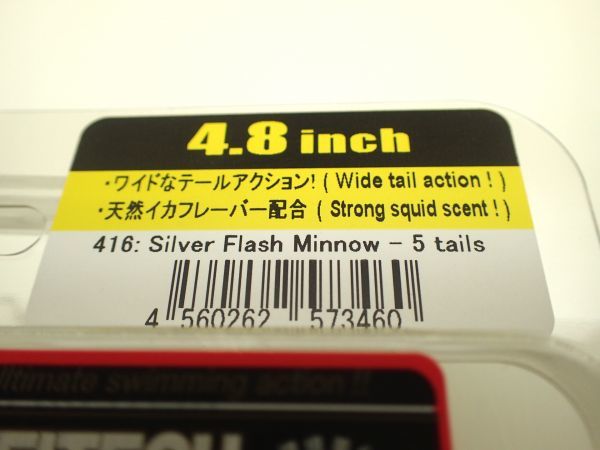 4.8 inch
・ワイドなテールアクション! ( Wide tail action ! )
・天然イカフレーバー配合 ( Strong squid scent ! )
416: Silver Flash Minnow - 5 tails
4 560262 573460
Ultimate swimming action !!